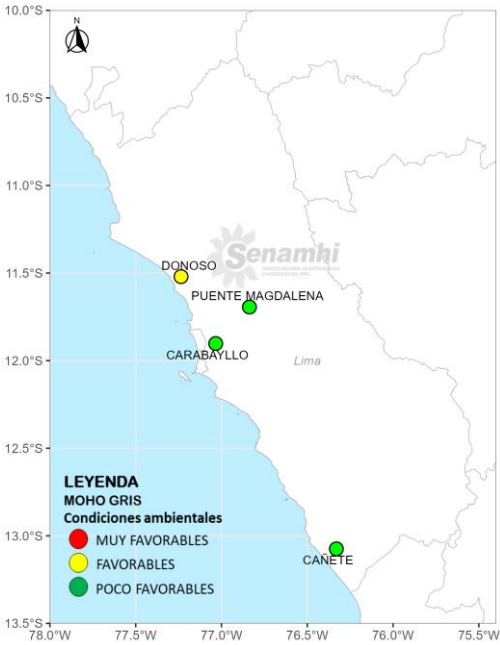 10.0°S
N
10.5°S
11.0°S
Senamhi
DONOSO
11.5°S
PUENTE MAGDALENA
CARABAYLLO
12.0°S
Lima
12.5°S
LEYENDA
MOHO GRIS
Condiciones ambientales
13.0°S
MUY FAVORABLES
CAÑETE
FAVORABLES
POCO FAVORABLES
13.5°S
78.0°W 77.5°W 77.0°W 76.5°W 76.0°W 75.5°W